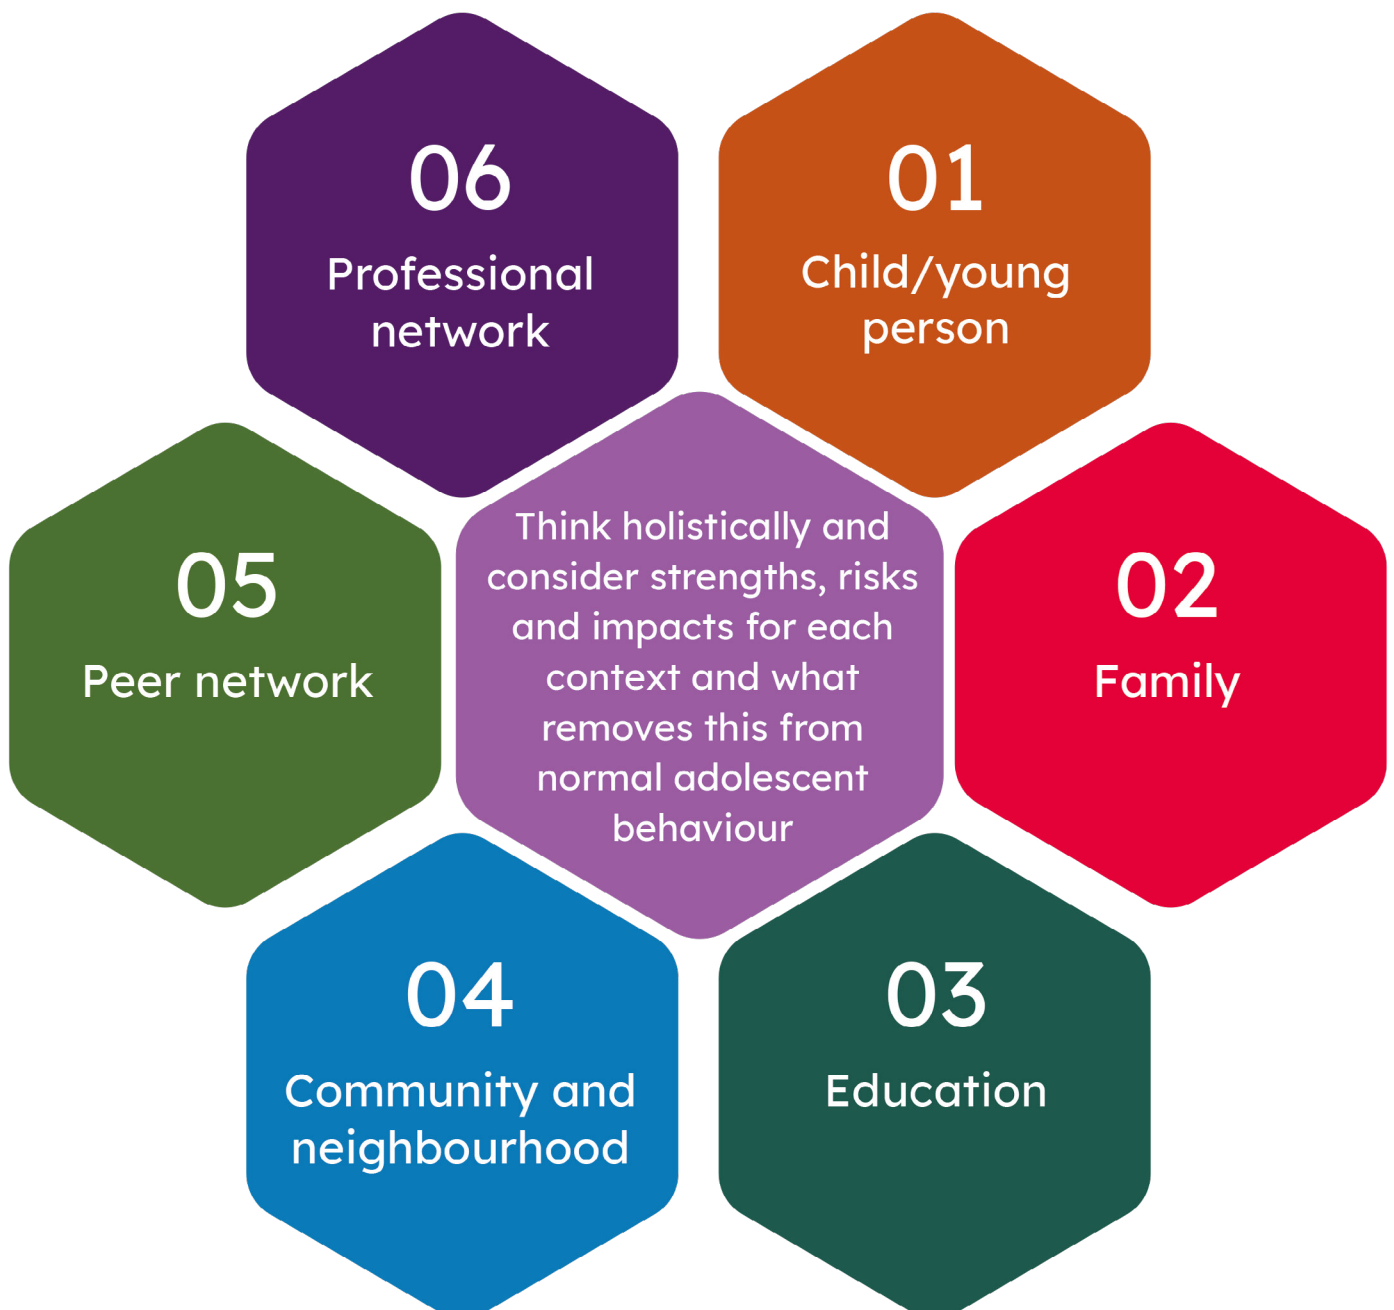 06
Professional
network
01
Child/young
person
05
Peer network
Think holistically and
consider strengths, risks
and impacts for each
context and what
removes this from
normal adolescent
behaviour
02
Family
04
Community and
neighbourhood
03
Education